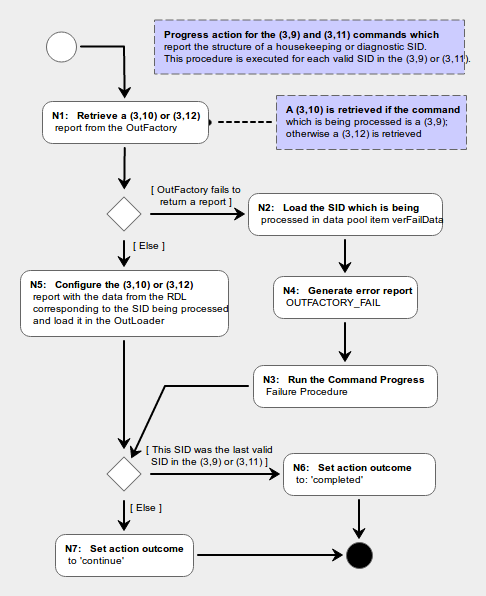 Progress action for the (3,9) and (3,11) commands which
report the structure of a housekeeping or diagnostic SID.
This procedure is executed for each valid SID in the (3,9) or (3,11).
N1: Retrieve a (3,10) or (3,12)
report from the OutFactory
A (3,10) is retrieved if the command
which is being processed is a (3,9);
otherwise a (3,12) is retrieved
[ OutFactory fails to
return a report ]
N2: Load the SID which is being
processed in data pool item verFailData
[ Else ]
N5: Configure the (3,10) or (3,12)
report with the data from the RDL
corresponding to the SID being processed
and load it in the OutLoader
N4: Generate error report
OUTFACTORY_FAIL
N3: Run the Command Progress
Failure Procedure
[ This SID was the last valid
SID in the (3,9) or (3,11) ]
N6: Set action outcome
to: 'completed'
[ Else ]
N7: Set action outcome
to 'continue'